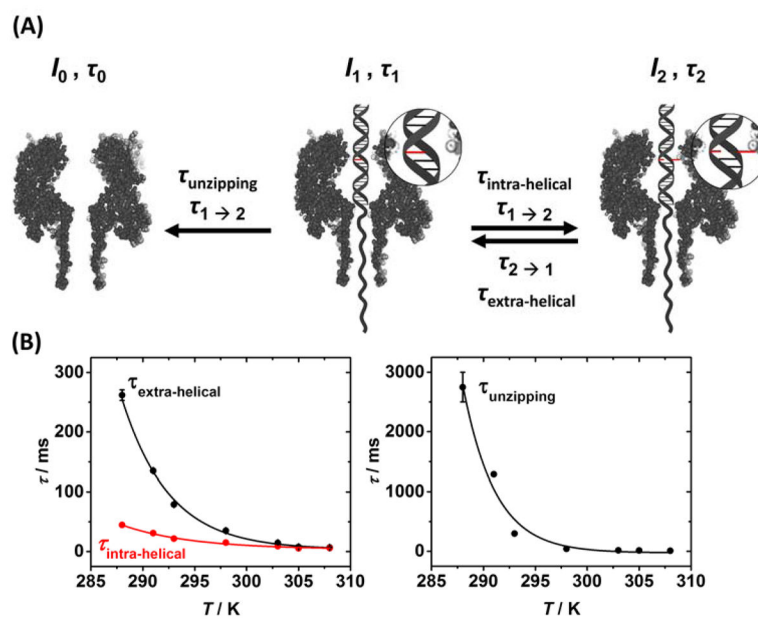 (A)
I0 , τ0
I1 , τ1
I2 , τ2
τunzipping
τ1 → 2
τintra-helical
τ1 → 2
τ2 → 1
τextra-helical
(B)
300
200
100
0
τ / ms
τextra-helical
τintra-helical
285 290 295 300 305 310
T / K
3000
2000
1000
0
τ / ms
τunzipping
285 290 295 300 305 310
T / K